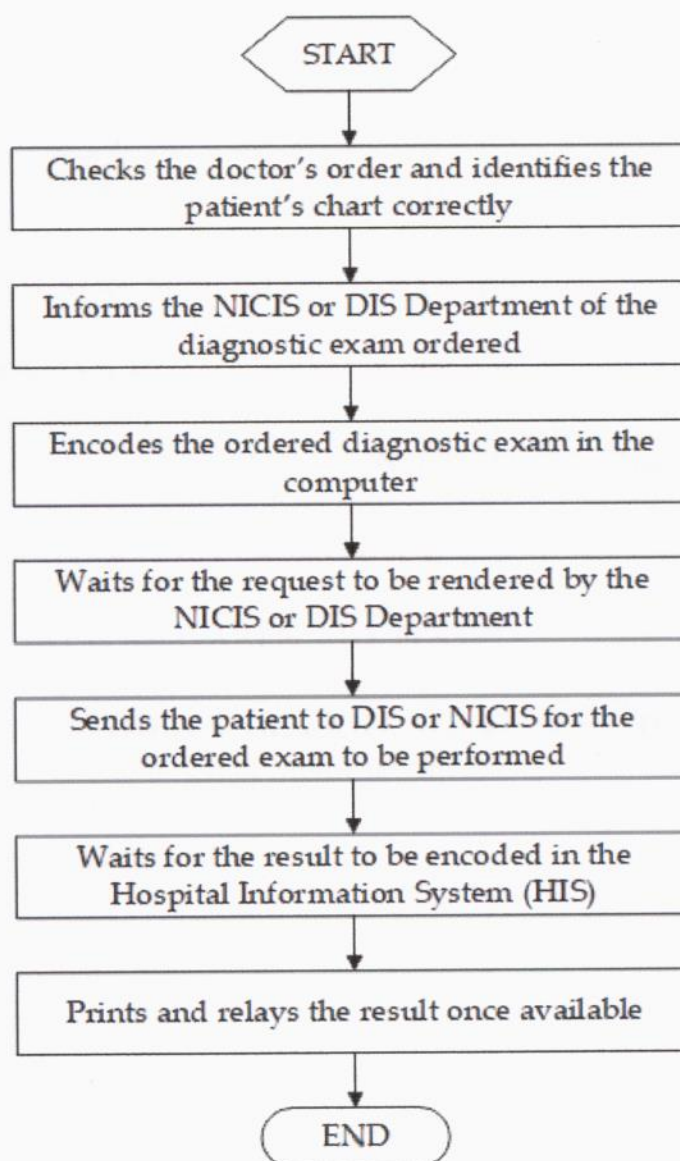 START
Checks the doctor's order and identifies the
patient's chart correctly
Informs the NICIS or DIS Department of the
diagnostic exam ordered
Encodes the ordered diagnostic exam in the
computer
Waits for the request to be rendered by the
NICIS or DIS Department
Sends the patient to DIS or NICIS for the
ordered exam to be performed
Waits for the result to be encoded in the
Hospital Information System (HIS)
Prints and relays the result once available
END